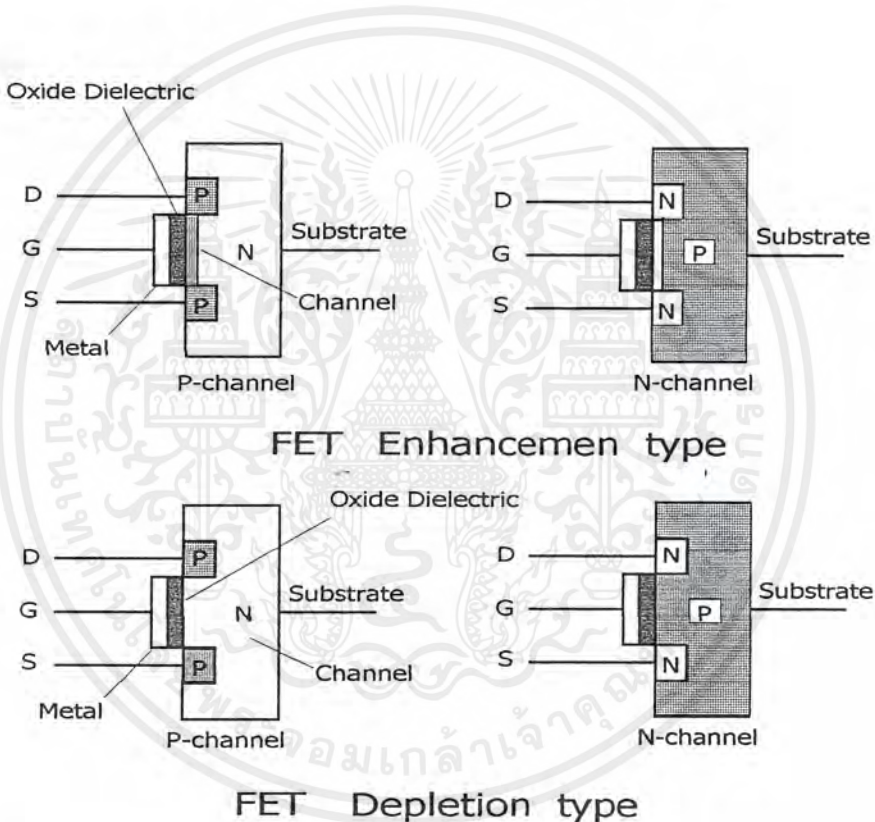 Oxide Dielectric
D
P
G
N
Substrate
S
P
Channel
Metal
P-channel
D
N
G
P
Substrate
S
N
N-channel
FET Enhancemen type
Oxide Dielectric
D
P
G
N
Substrate
S
P
Channel
Metal
P-channel
D
N
G
P
Substrate
S
N
N-channel
FET Depletion type